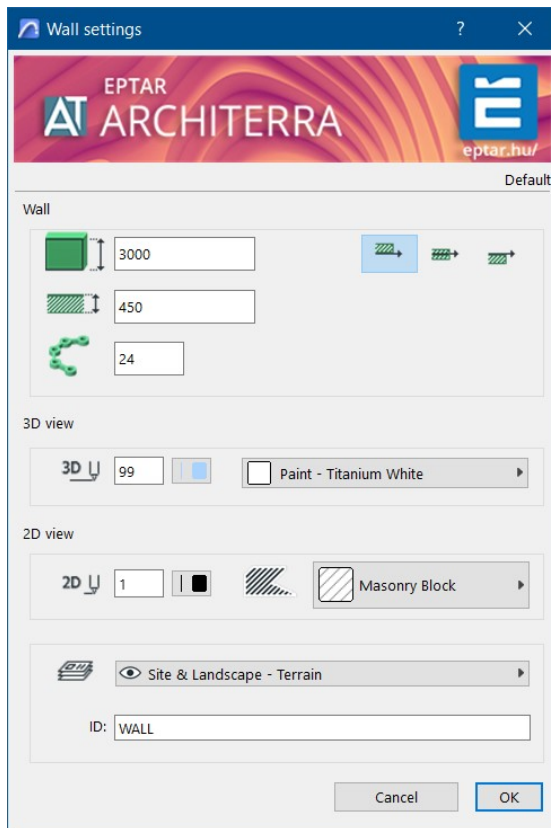 Wall settings ? ×
EPTAR
AT ARCHITERRA
eptar.hu/
Default
Wall
3000
450
24
3D view
3D 99 Paint - Titanium White
2D view
2D 1 Masonry Block
Site & Landscape - Terrain
ID: WALL
Cancel OK